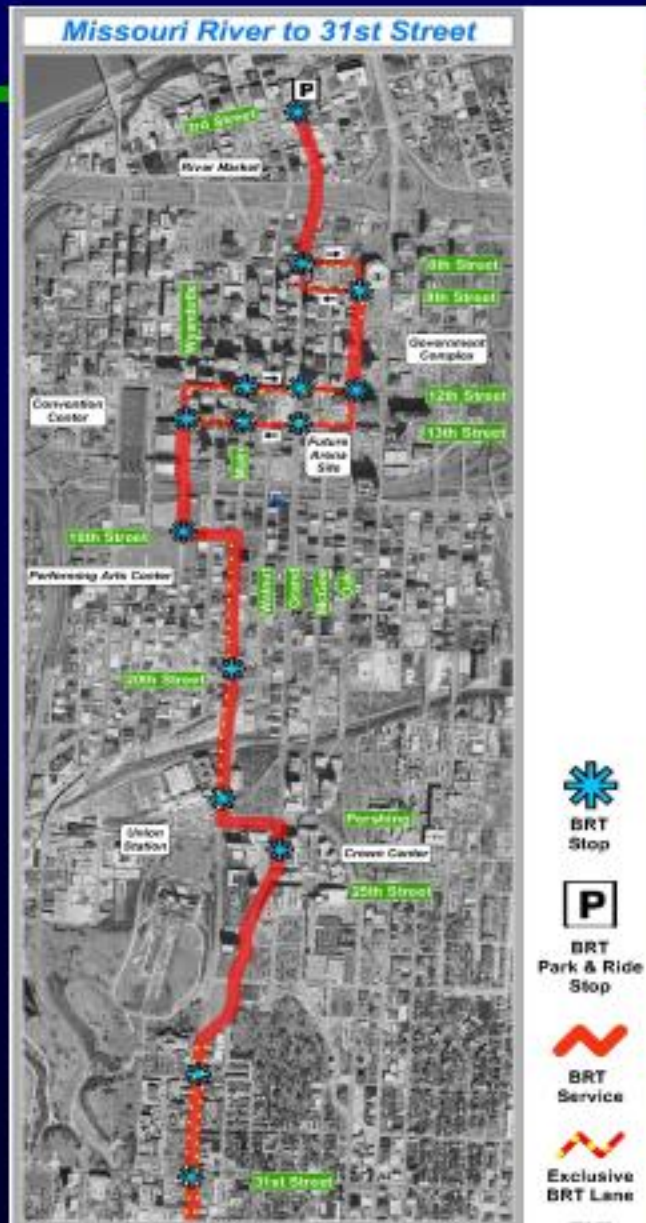 Missouri River to 31st Street
P
3rd Street
River Market
8th Street
9th Street
Wyandotte
Government
Complex
Convention
Center
12th Street
13th Street
Future
Arena
Site
Main
Performing Arts Center
Walnut
Grand
McGee
Oak
20th Street
Union
Station
Pershing
Crown Center
25th Street
31st Street
BRT
Stop
P
BRT
Park & Ride
Stop
BRT
Service
Exclusive
BRT Lane